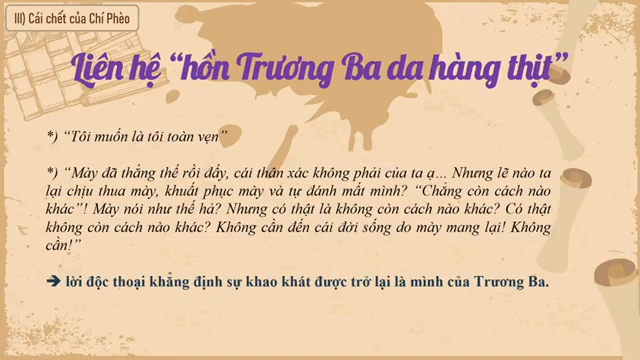 III) Cái chết của Chí Phèo
Liên hệ “hồn Trương Ba da hàng thịt”
*) “Tôi muốn là tôi toàn vẹn”
*) “Mày đã thắng thế rồi đấy, cái thân xác không phải của ta ạ... Nhưng lẽ nào ta
lại chịu thua mày, khuất phục mày và tự đánh mất mình? “Chẳng còn cách nào
khác”! Mày nói như thế hả? Nhưng có thật là không còn cách nào khác? Có thật
không còn cách nào khác? Không cần đến cái đời sống do mày mang lại! Không
cần!”
➔ lời độc thoại khẳng định sự khao khát được trở lại là mình của Trương Ba.